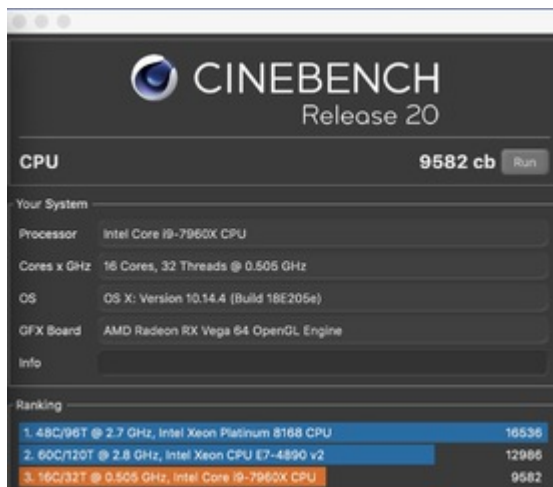 CINEBENCH
Release 20
CPU 9582 cb Run
Your System
Processor Intel Core i9-7960X CPU
Cores x GHz 16 Cores, 32 Threads @ 0.505 GHz
OS OS X: Version 10.14.4 (Build 18E205e)
GFX Board AMD Radeon RX Vega 64 OpenGL Engine
Info
Ranking
1. 48C/96T @ 2.7 GHz, Intel Xeon Platinum 8168 CPU 16536
2. 60C/120T @ 2.8 GHz, Intel Xeon CPU E7-4890 v2 12986
3. 16C/32T @ 0.505 GHz, Intel Core i9-7960X CPU 9582